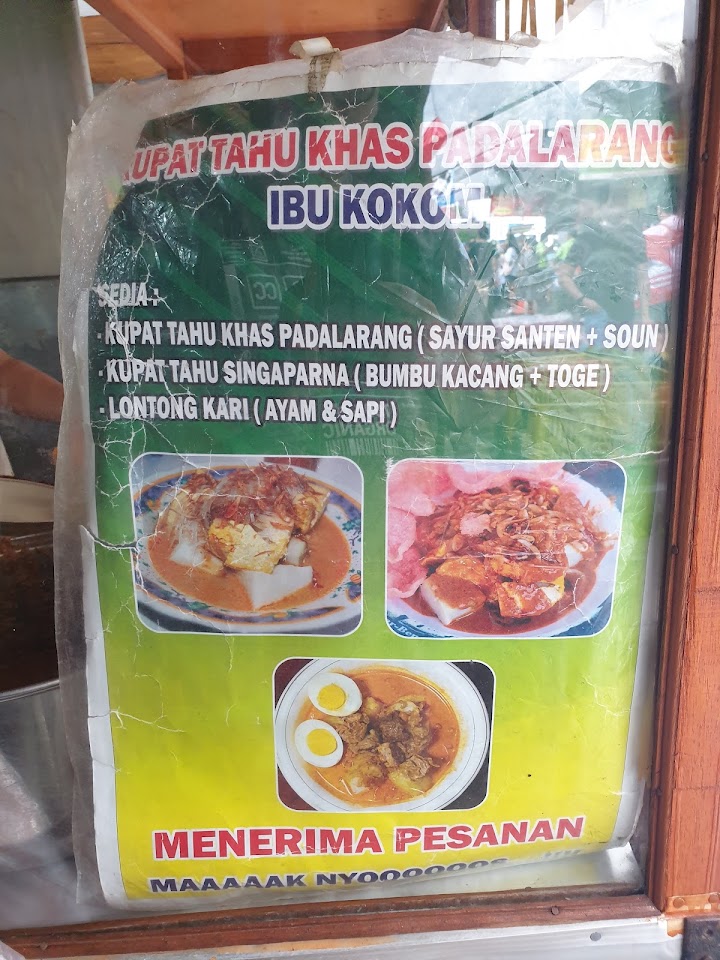 KUPAT TAHU KHAS PADALARANG
IBU KOKOM
SEDIA :
- KUPAT TAHU KHAS PADALARANG ( SAYUR SANTEN + SOUN )
- KUPAT TAHU SINGAPARNA ( BUMBU KACANG + TOGE )
- LONTONG KARI ( AYAM & SAPI )
MENERIMA PESANAN
MAAAAAK NYOOOOOOOS